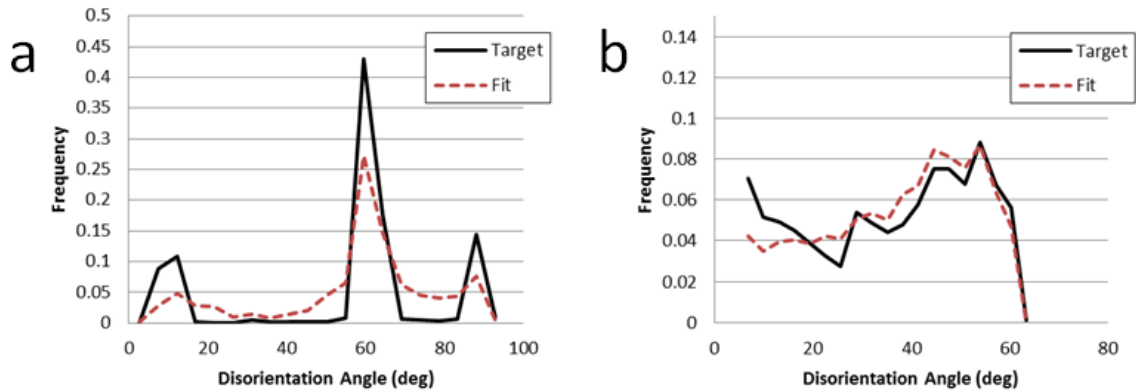 a
0.5
0.45
0.4
0.35
0.3
0.25
0.2
0.15
0.1
0.05
0
Frequency
Target
Fit
0 20 40 60 80 100
Disorientation Angle (deg)
b
0.14
0.12
0.1
0.08
0.06
0.04
0.02
0
Frequency
Target
Fit
0 20 40 60 80
Disorientation Angle (deg)